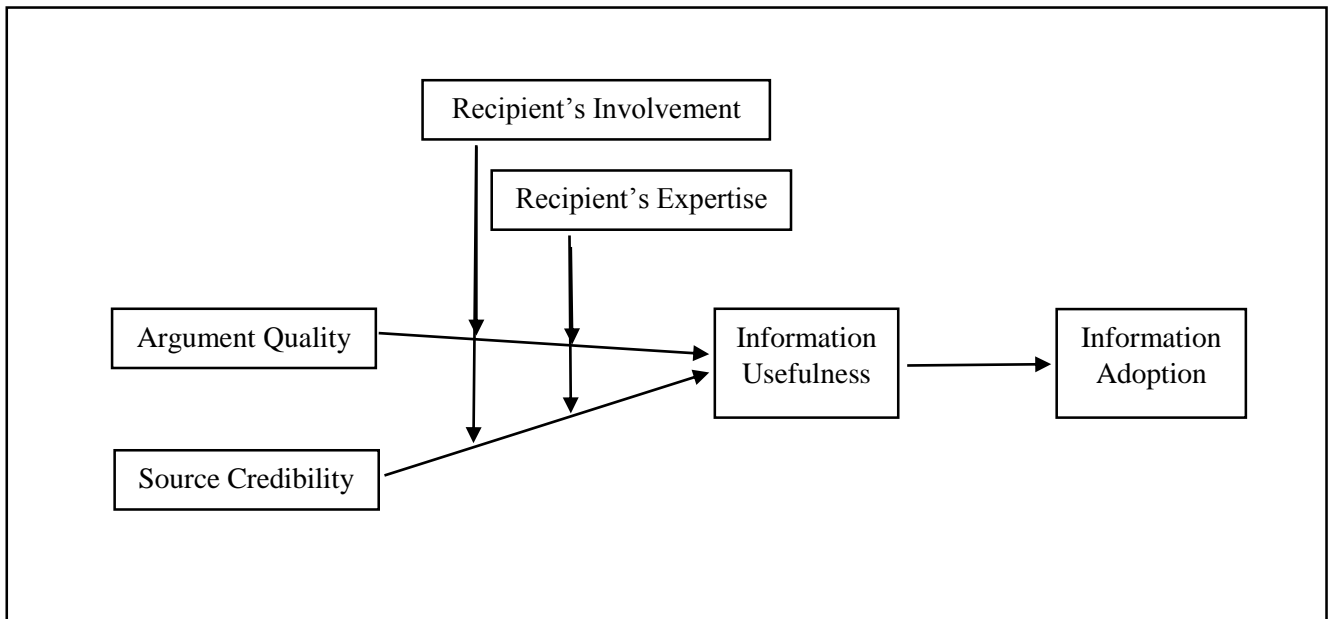 Recipient’s Involvement
Recipient’s Expertise
Argument Quality
Information
Usefulness
Information
Adoption
Source Credibility